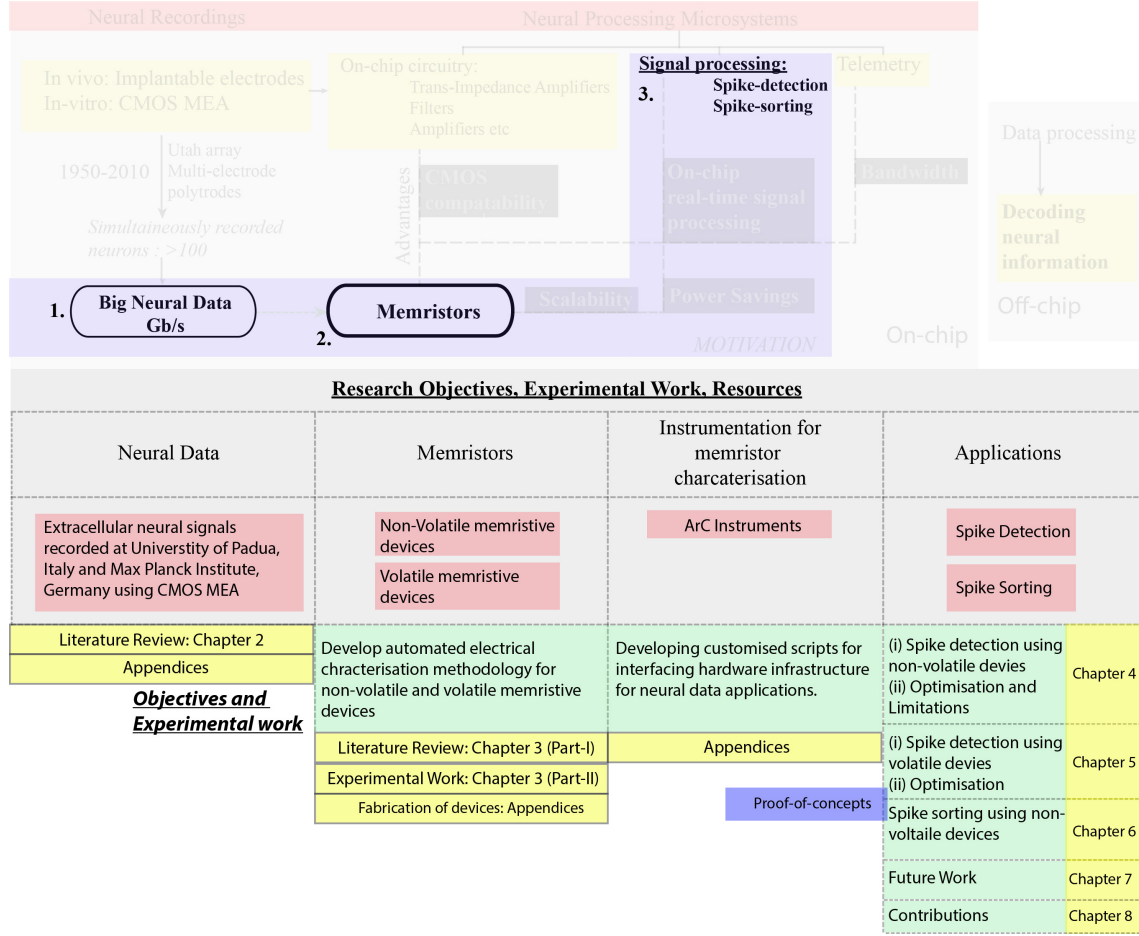 Neural Recordings
Neural Processing Microsystems
In vivo: Implantable electrodes
In-vitro: CMOS MEA
On-chip circuitry:
Trans-Impedance Amplifiers
Filters
Amplifiers etc
Signal processing:
3.
Spike-detection
Spike-sorting
Telemetry
1950-2010
Utah array
Multi-electrode
polytrodes
Simultaineously recorded
neurons : >100
Advantages
CMOS
compatability
On-chip
real-time signal
processing
Bandwidth
Data processing
Decoding
neural
information
Off-chip
1.
Big Neural Data
Gb/s
2.
Memristors
Scalability
Power Savings
MOTIVATION
On-chip
Research Objectives, Experimental Work, Resources
Neural Data
Memristors
Instrumentation for
memristor
charcaterisation
Applications
Extracellular neural signals
recorded at Universtity of Padua,
Italy and Max Planck Institute,
Germany using CMOS MEA
Non-Volatile memristive
devices
Volatile memristive
devices
ArC Instruments
Spike Detection
Spike Sorting
Literature Review: Chapter 2
Appendices
Objectives and
Experimental work
Develop automated electrical
chracterisation methodology for
non-volatile and volatile memristive
devices
Literature Review: Chapter 3 (Part-I)
Experimental Work: Chapter 3 (Part-II)
Fabrication of devices: Appendices
Developing customised scripts for
interfacing hardware infrastructure
for neural data applications.
Appendices
Proof-of-concepts
(i) Spike detection using
non-volatile devies
(ii) Optimisation and
Limitations
Chapter 4
(i) Spike detection using
volatile devies
(ii) Optimisation
Chapter 5
Spike sorting using non-
voltaile devices
Chapter 6
Future Work
Chapter 7
Contributions
Chapter 8